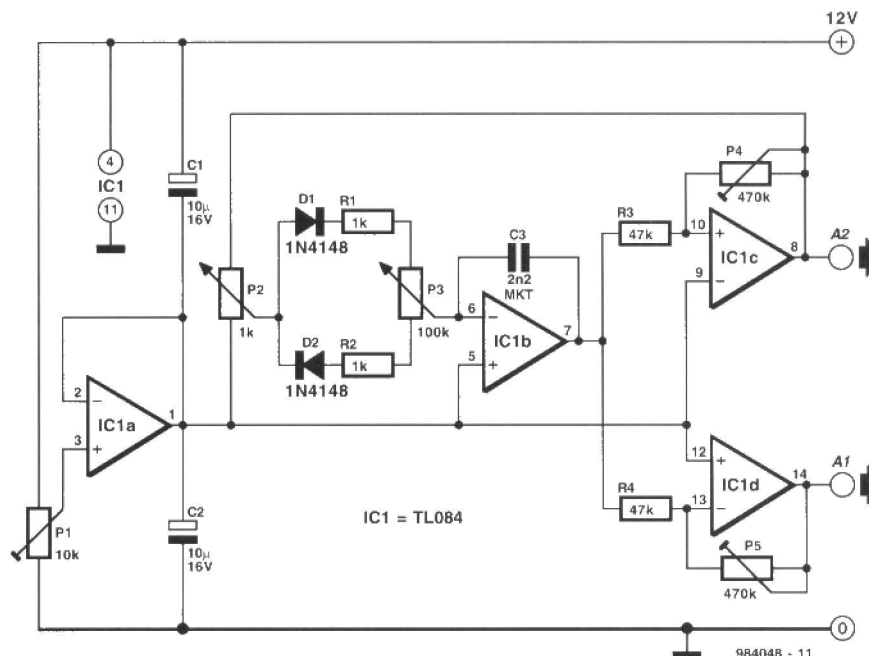 12V
+
4
IC1
11
C1
10µ
16V
D1
1N4148
R1
1k
P2
1k
D2
1N4148
R2
1k
P3
100k
C3
2n2
MKT
6
−
5
+
7
IC1b
R3
47k
P4
470k
10
+
9
−
8
IC1c
A2
2
−
3
+
1
IC1a
P1
10k
C2
10µ
16V
IC1 = TL084
R4
47k
12
+
13
−
14
IC1d
A1
P5
470k
0
984048 - 11